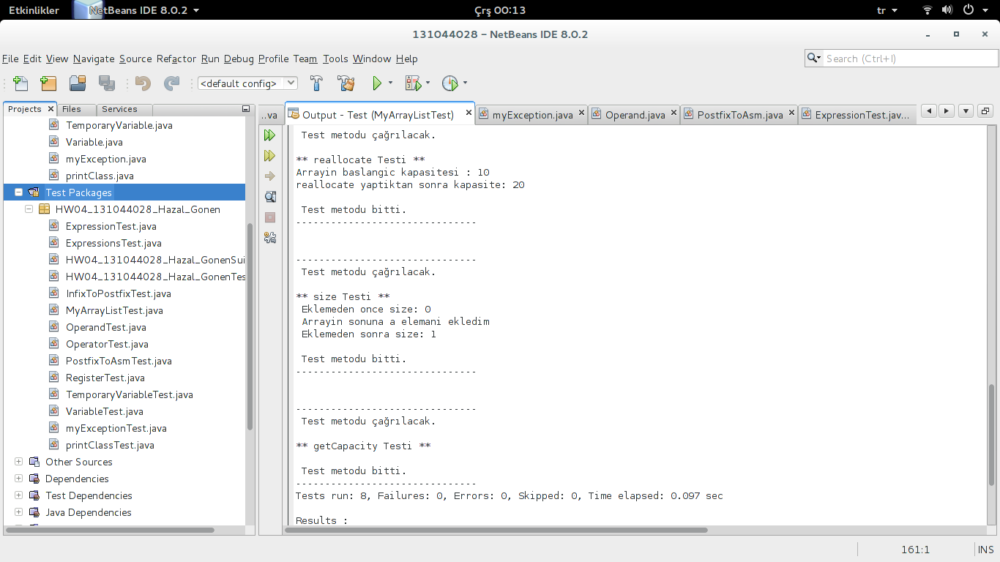 Etkinlikler
NetBeans IDE 8.0.2
Çrş 00:13
tr
131044028 – NetBeans IDE 8.0.2
File Edit View Navigate Source Refactor Run Debug Profile Team Tools Window Help
Search (Ctrl+I)
<default config>
Projects
Files
Services
..va
Output - Test (MyArrayListTest)
myException.java
Operand.java
PostfixToAsm.java
ExpressionTest.jav...
TemporaryVariable.java
Variable.java
myException.java
printClass.java
Test Packages
HW04_131044028_Hazal_Gonen
ExpressionTest.java
ExpressionsTest.java
HW04_131044028_Hazal_GonenSui
HW04_131044028_Hazal_GonenTes
InfixToPostfixTest.java
MyArrayListTest.java
OperandTest.java
OperatorTest.java
PostfixToAsmTest.java
RegisterTest.java
TemporaryVariableTest.java
VariableTest.java
myExceptionTest.java
printClassTest.java
Other Sources
Dependencies
Test Dependencies
Java Dependencies
Test metodu çağrılacak.
** reallocate Testi **
Arrayin baslangic kapasitesi : 10
reallocate yaptiktan sonra kapasite: 20
Test metodu bitti.
-------------------------------
-------------------------------
Test metodu çağrılacak.
** size Testi **
Eklemeden once size: 0
Arrayin sonuna a elemani ekledim
Eklemeden sonra size: 1
Test metodu bitti.
-------------------------------
-------------------------------
Test metodu çağrılacak.
** getCapacity Testi **
Test metodu bitti.
-------------------------------
Tests run: 8, Failures: 0, Errors: 0, Skipped: 0, Time elapsed: 0.097 sec
Results :
161:1
INS